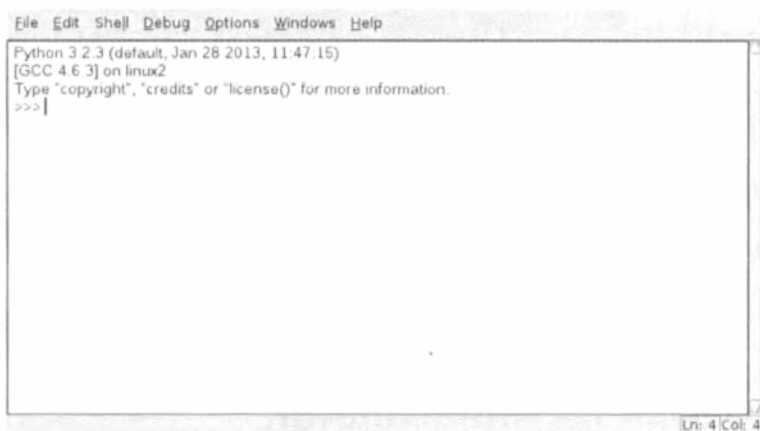 File Edit Shell Debug Options Windows Help
Python 3.2.3 (default, Jan 28 2013, 11:47:15)
[GCC 4.6.3] on linux2
Type "copyright", "credits" or "license()" for more information.
>>>
Ln: 4 Col: 4